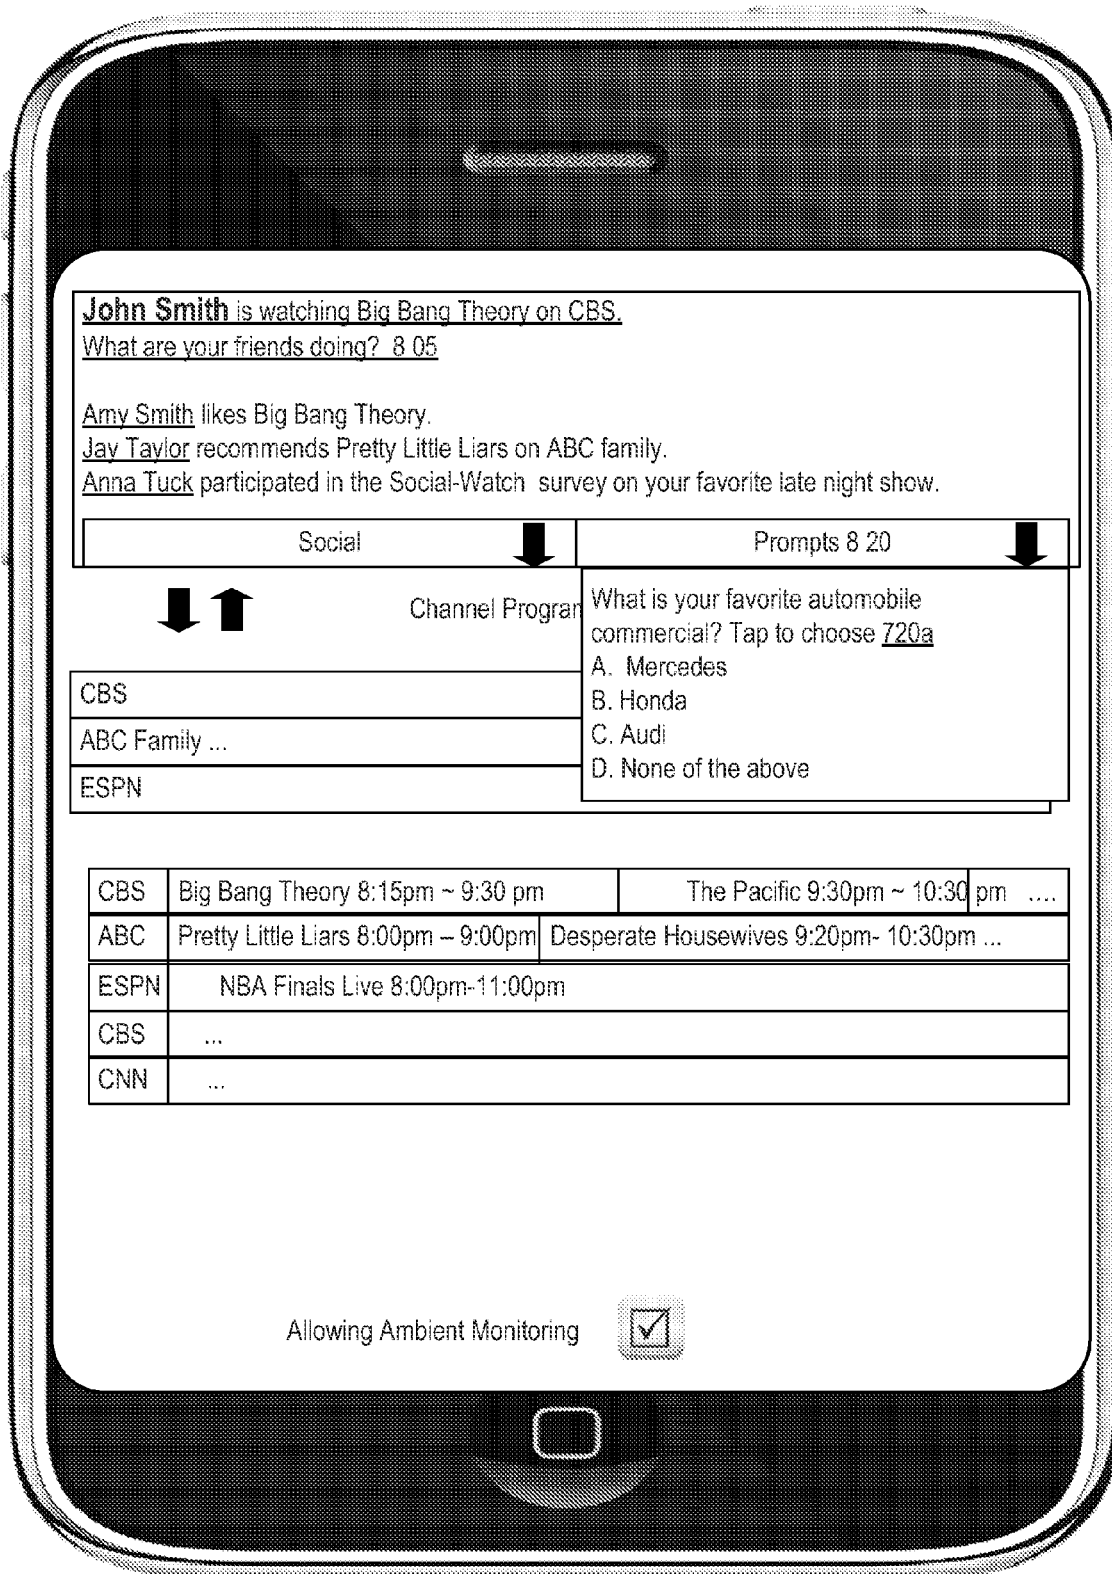 John Smith is watching Big Bang Theory on CBS.
What are your friends doing?  8 05
Amy Smith likes Big Bang Theory.
Jay Taylor recommends Pretty Little Liars on ABC family.
Anna Tuck participated in the Social-Watch  survey on your favorite late night show.
Social
Prompts 8 20
Channel Program
What is your favorite automobile
commercial? Tap to choose 720a
A.  Mercedes
B. Honda
C. Audi
D. None of the above
CBS
ABC Family ...
ESPN
CBS Big Bang Theory 8:15pm ~ 9:30 pm The Pacific 9:30pm ~ 10:30 pm ....
ABC Pretty Little Liars 8:00pm – 9:00pm Desperate Housewives 9:20pm- 10:30pm ...
ESPN NBA Finals Live 8:00pm-11:00pm
CBS ...
CNN ...
Allowing Ambient Monitoring